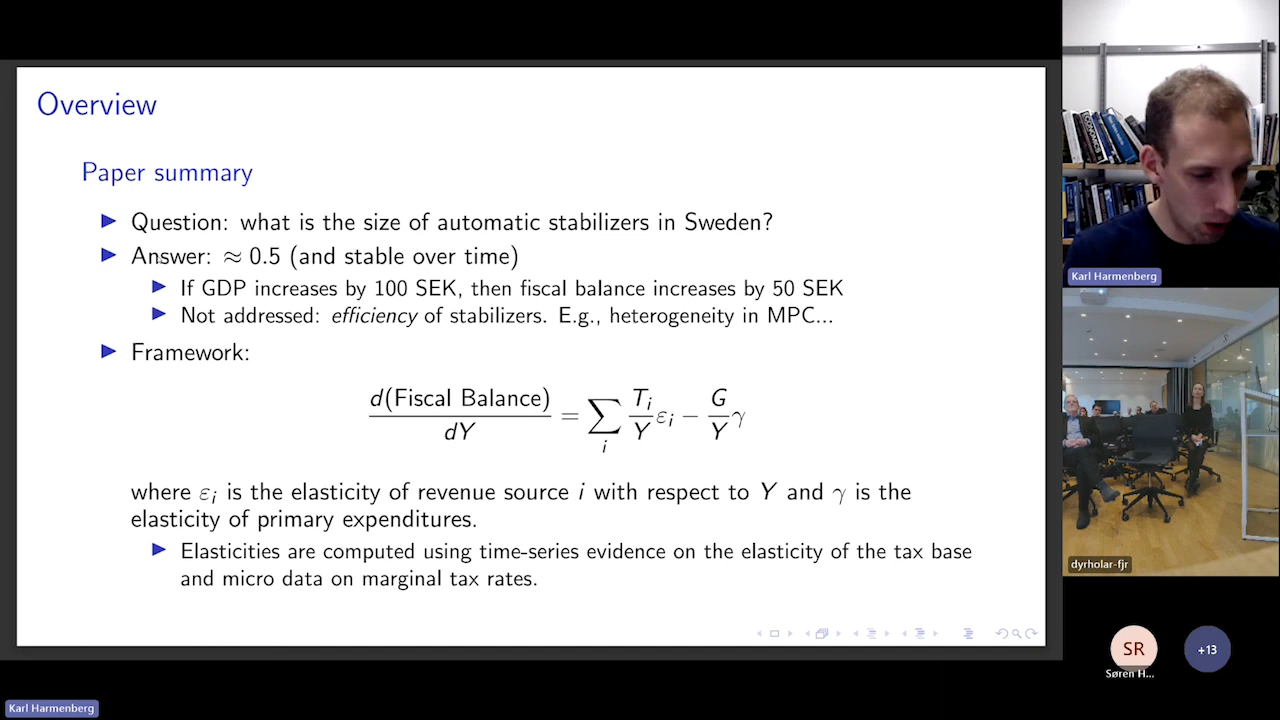 Overview
Paper summary
Question: what is the size of automatic stabilizers in Sweden?
Answer: ≈ 0.5 (and stable over time)
If GDP increases by 100 SEK, then fiscal balance increases by 50 SEK
Not addressed: efficiency of stabilizers. E.g., heterogeneity in MPC...
Framework:
d(Fiscal Balance)/dY = ∑_i T_i/Y ε_i − G/Y γ
where ε_i is the elasticity of revenue source i with respect to Y and γ is the
elasticity of primary expenditures.
Elasticities are computed using time-series evidence on the elasticity of the tax base
and micro data on marginal tax rates.
Karl Harmenberg
dyrholar-fjr
SR
+13
Søren H...
Karl Harmenberg